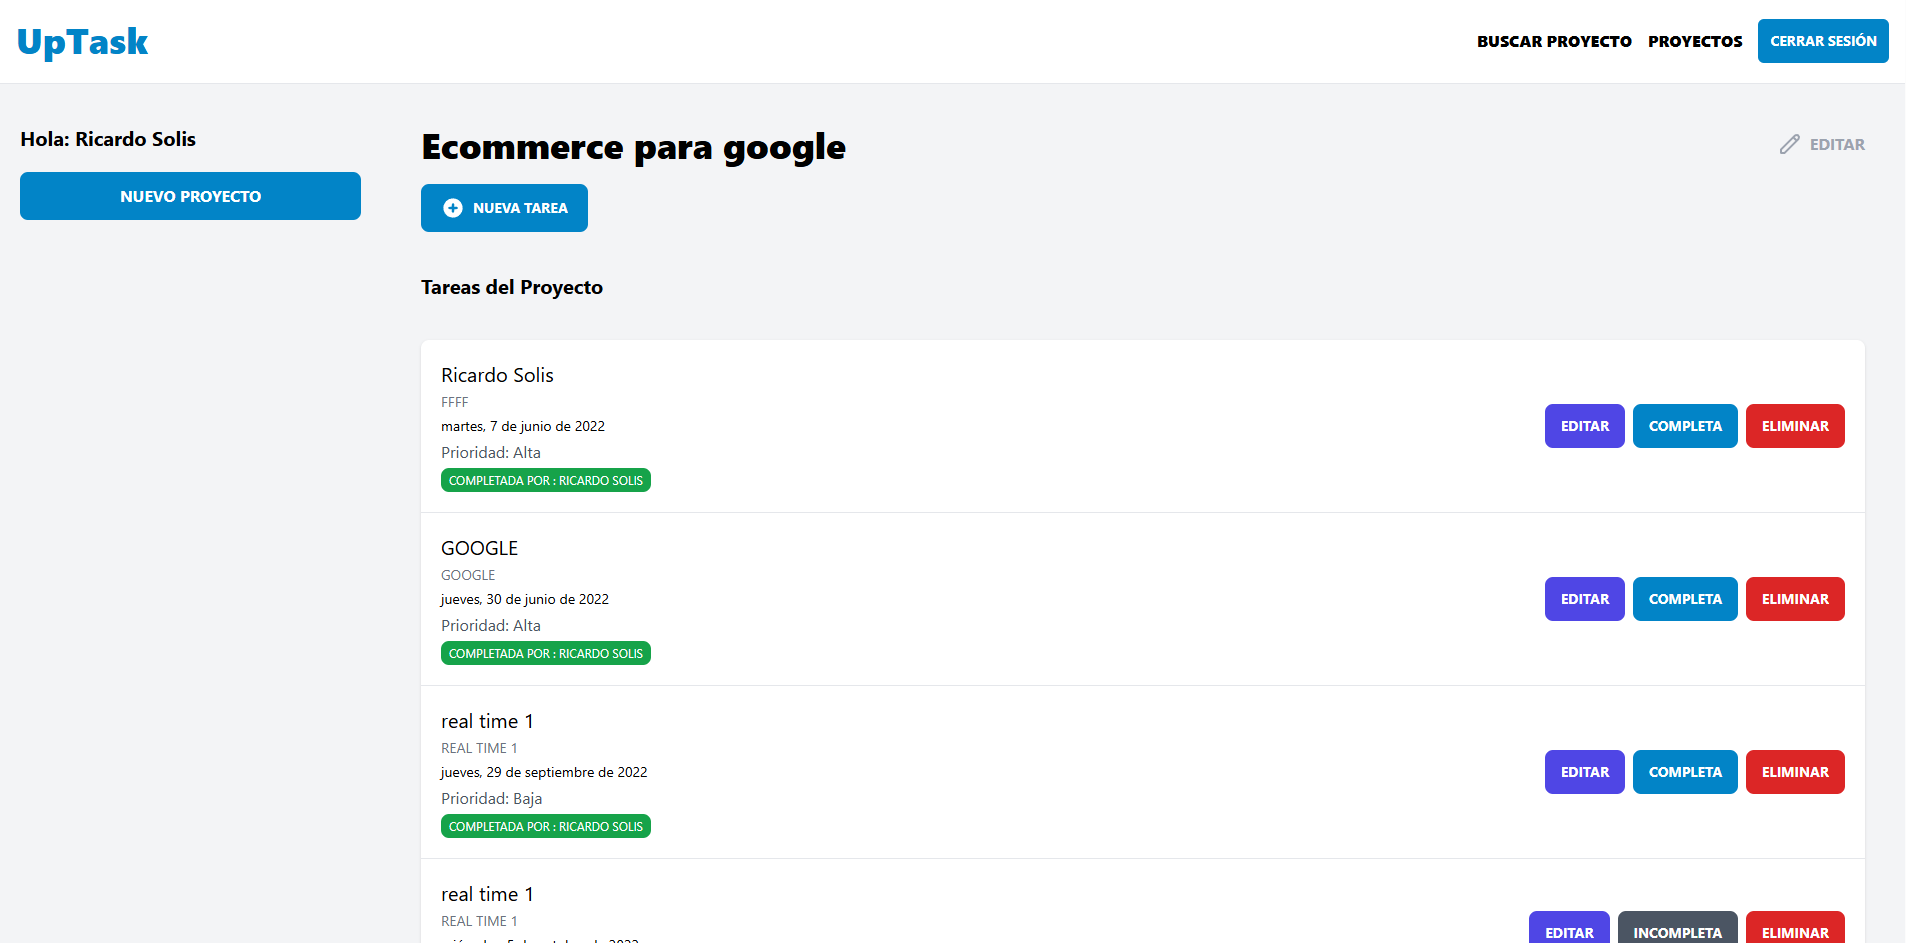 UpTask
BUSCAR PROYECTO PROYECTOS CERRAR SESIÓN
Hola: Ricardo Solis
NUEVO PROYECTO
Ecommerce para google
EDITAR
NUEVA TAREA
Tareas del Proyecto
Ricardo Solis
FFFF
martes, 7 de junio de 2022
Prioridad: Alta
COMPLETADA POR : RICARDO SOLIS
EDITAR COMPLETA ELIMINAR
GOOGLE
GOOGLE
jueves, 30 de junio de 2022
Prioridad: Alta
COMPLETADA POR : RICARDO SOLIS
EDITAR COMPLETA ELIMINAR
real time 1
REAL TIME 1
jueves, 29 de septiembre de 2022
Prioridad: Baja
COMPLETADA POR : RICARDO SOLIS
EDITAR COMPLETA ELIMINAR
real time 1
REAL TIME 1
EDITAR INCOMPLETA ELIMINAR